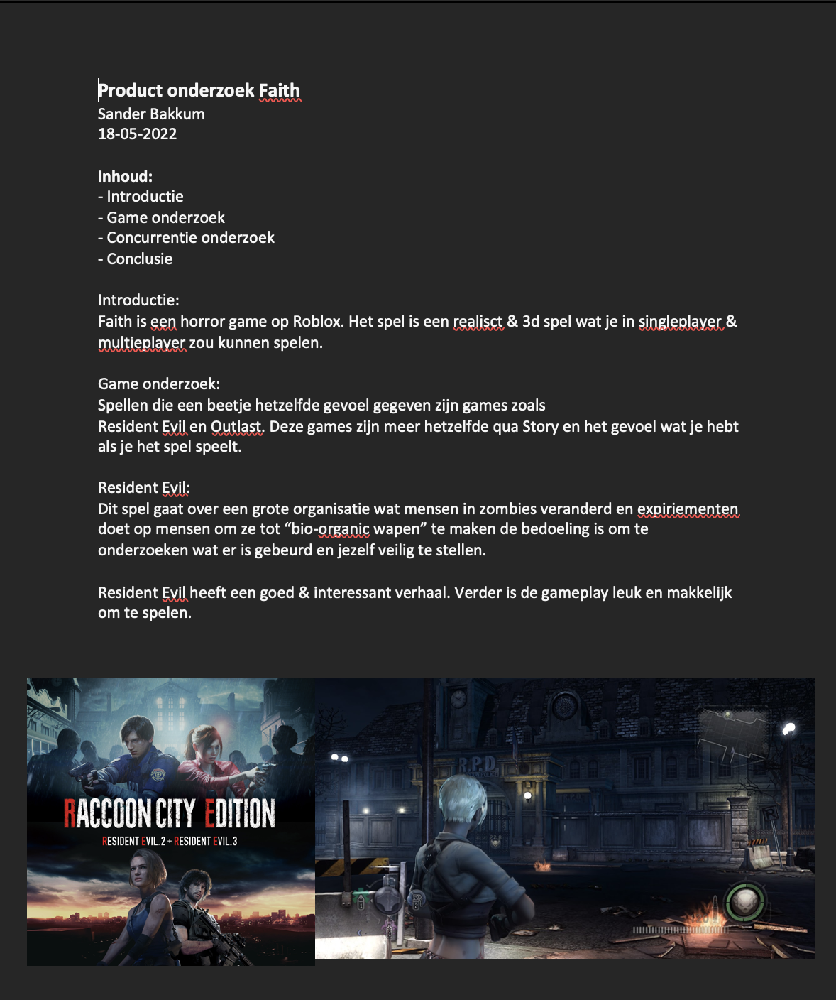 Product onderzoek Faith
Sander Bakkum
18-05-2022
Inhoud:
- Introductie
- Game onderzoek
- Concurrentie onderzoek
- Conclusie
Introductie:
Faith is een horror game op Roblox. Het spel is een realisct & 3d spel wat je in singleplayer &
multieplayer zou kunnen spelen.
Game onderzoek:
Spellen die een beetje hetzelfde gevoel gegeven zijn games zoals
Resident Evil en Outlast. Deze games zijn meer hetzelfde qua Story en het gevoel wat je hebt
als je het spel speelt.
Resident Evil:
Dit spel gaat over een grote organisatie wat mensen in zombies veranderd en expiriementen
doet op mensen om ze tot “bio-organic wapen” te maken de bedoeling is om te
onderzoeken wat er is gebeurd en jezelf veilig te stellen.
Resident Evil heeft een goed & interessant verhaal. Verder is de gameplay leuk en makkelijk
om te spelen.
RACCOON CITY EDITION
RESIDENT EVIL.2 + RESIDENT EVIL.3
R.P.D.
R
1
2
3